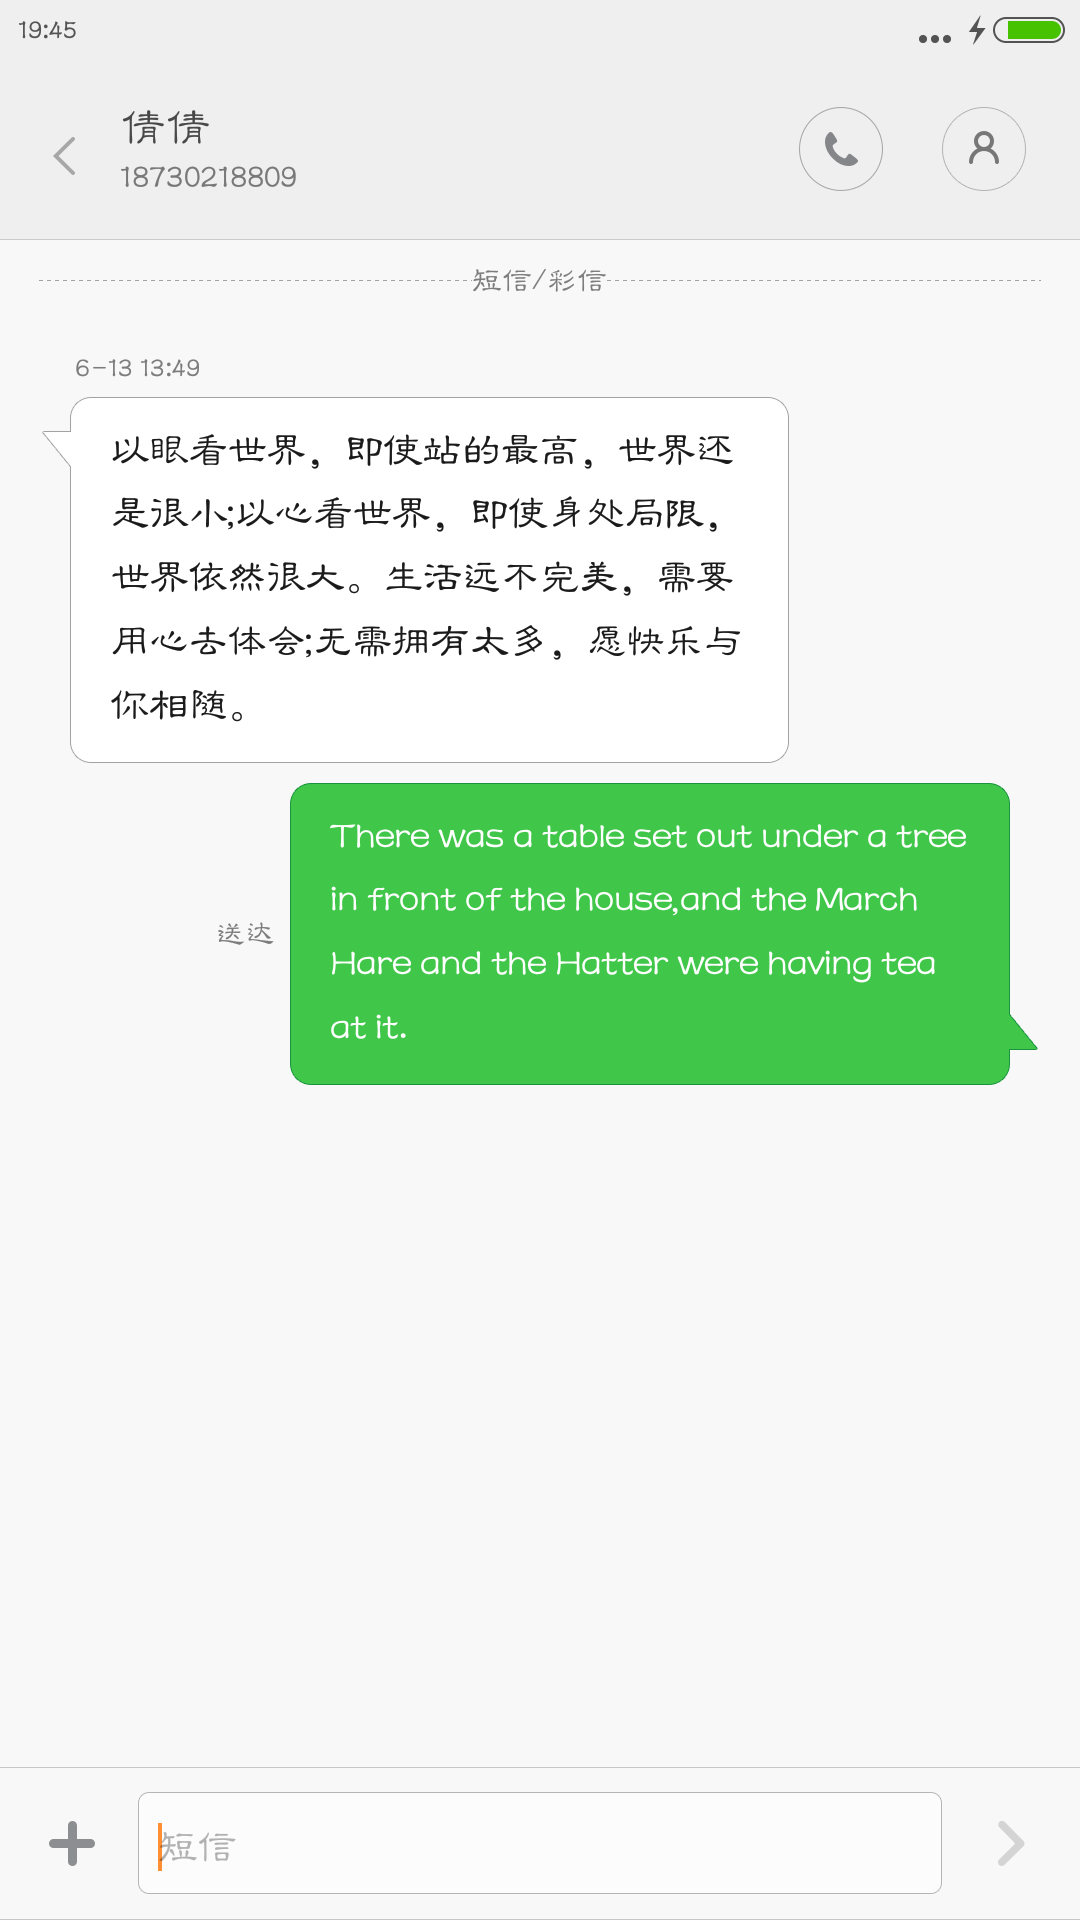 19:45
倩倩
18730218809
短信/彩信
6-13 13:49
以眼看世界，即使站的最高，世界还
是很小;以心看世界，即使身处局限，
世界依然很大。生活远不完美，需要
用心去体会;无需拥有太多，愿快乐与
你相随。
There was a table set out under a tree
in front of the house,and the March
Hare and the Hatter were having tea
at it.
送达
短信